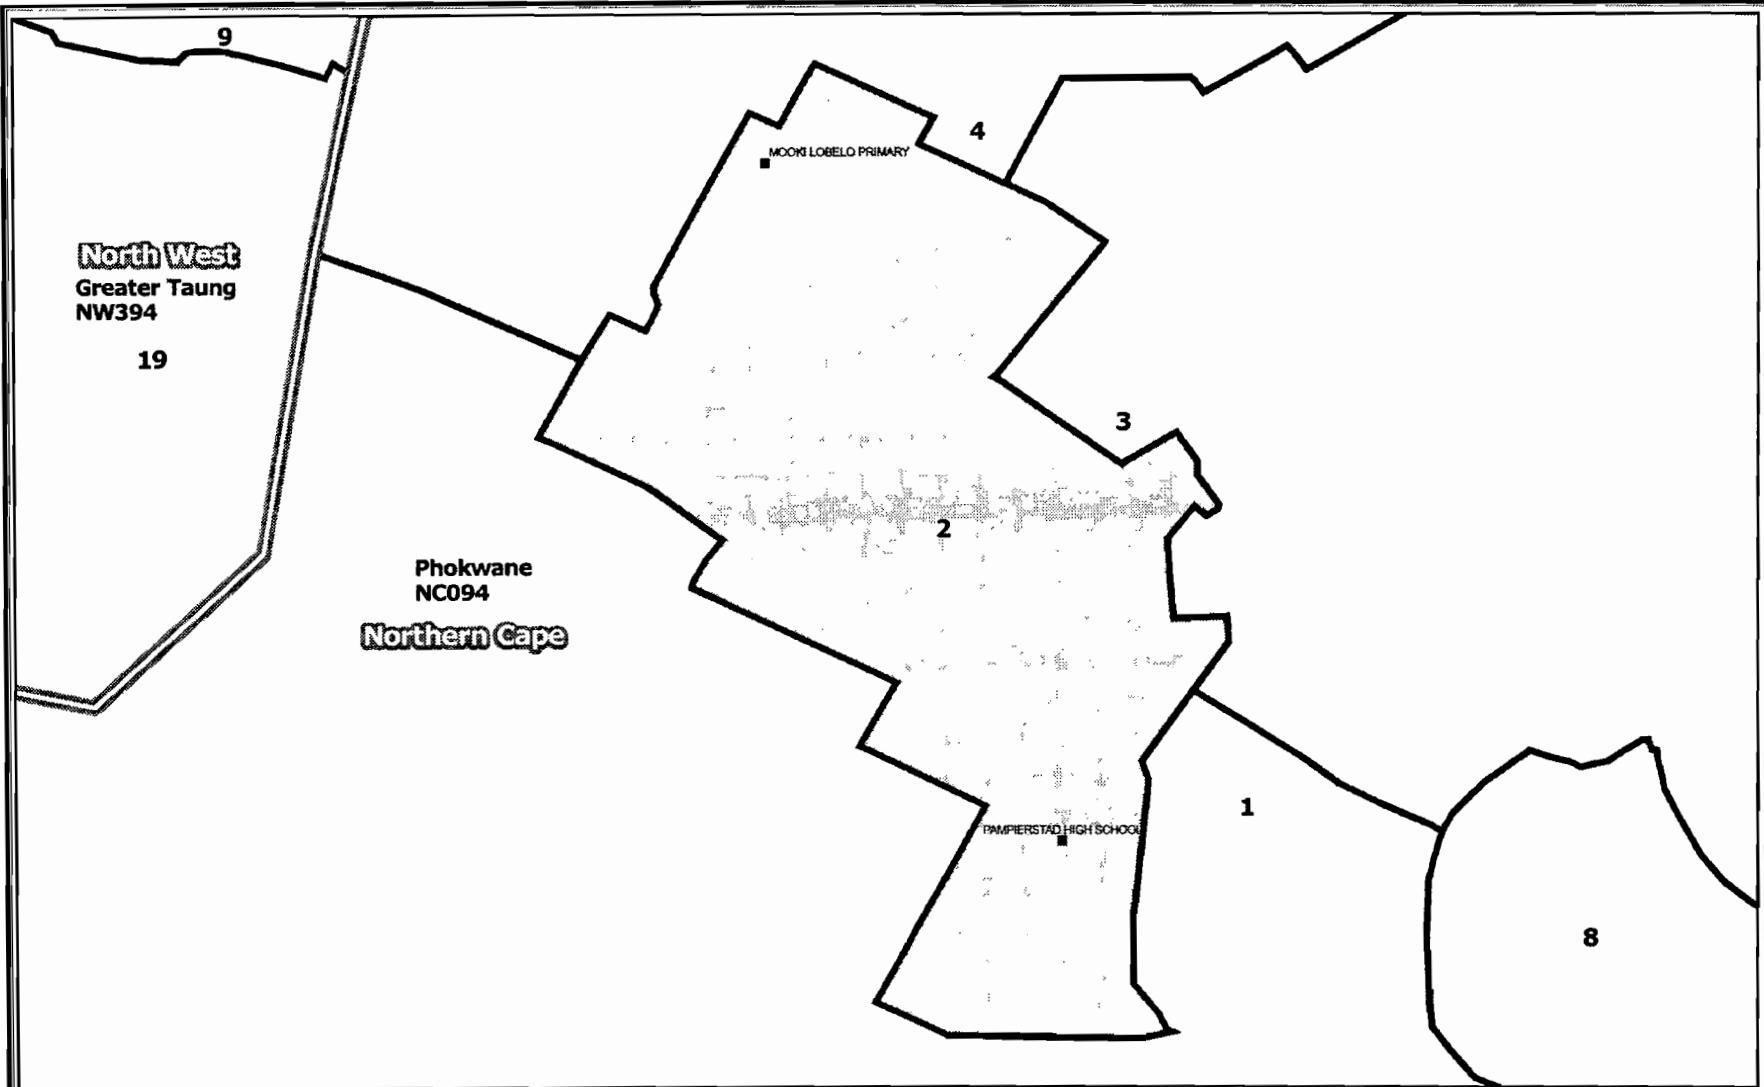 9
4
MOOKI LOBELO PRIMARY
North West
Greater Taung
NW394
19
3
2
Phokwane
NC094
Northern Cape
1
PAMPIERSTAD HIGH SCHOOL
8